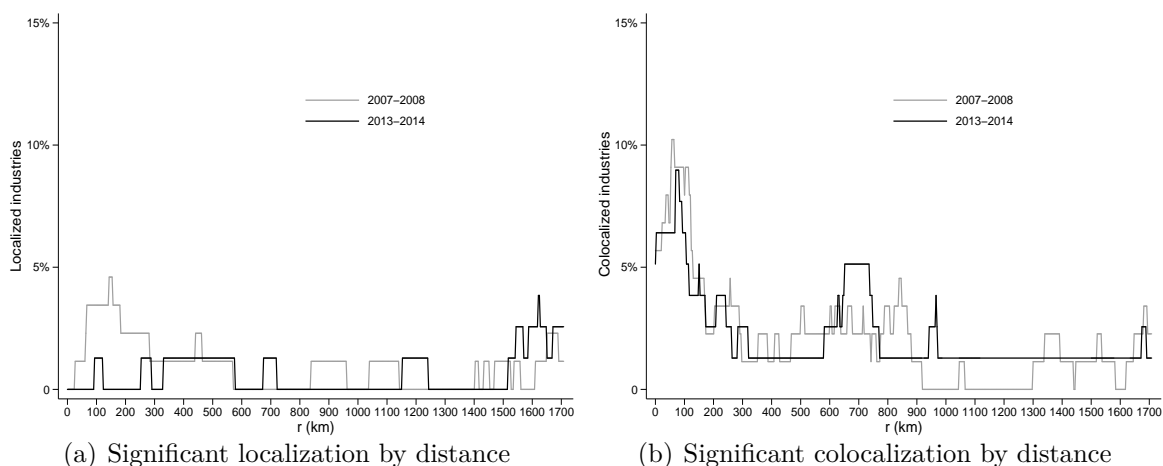 15%
10%
5%
0
Localized industries
2007−2008
2013−2014
0 100 200 300 400 500 600 700 800 900 1000 1100 1200 1300 1400 1500 1600 1700
r (km)
(a) Significant localization by distance
15%
10%
5%
0
Colocalized industries
2007−2008
2013−2014
0 100 200 300 400 500 600 700 800 900 1000 1100 1200 1300 1400 1500 1600 1700
r (km)
(b) Significant colocalization by distance